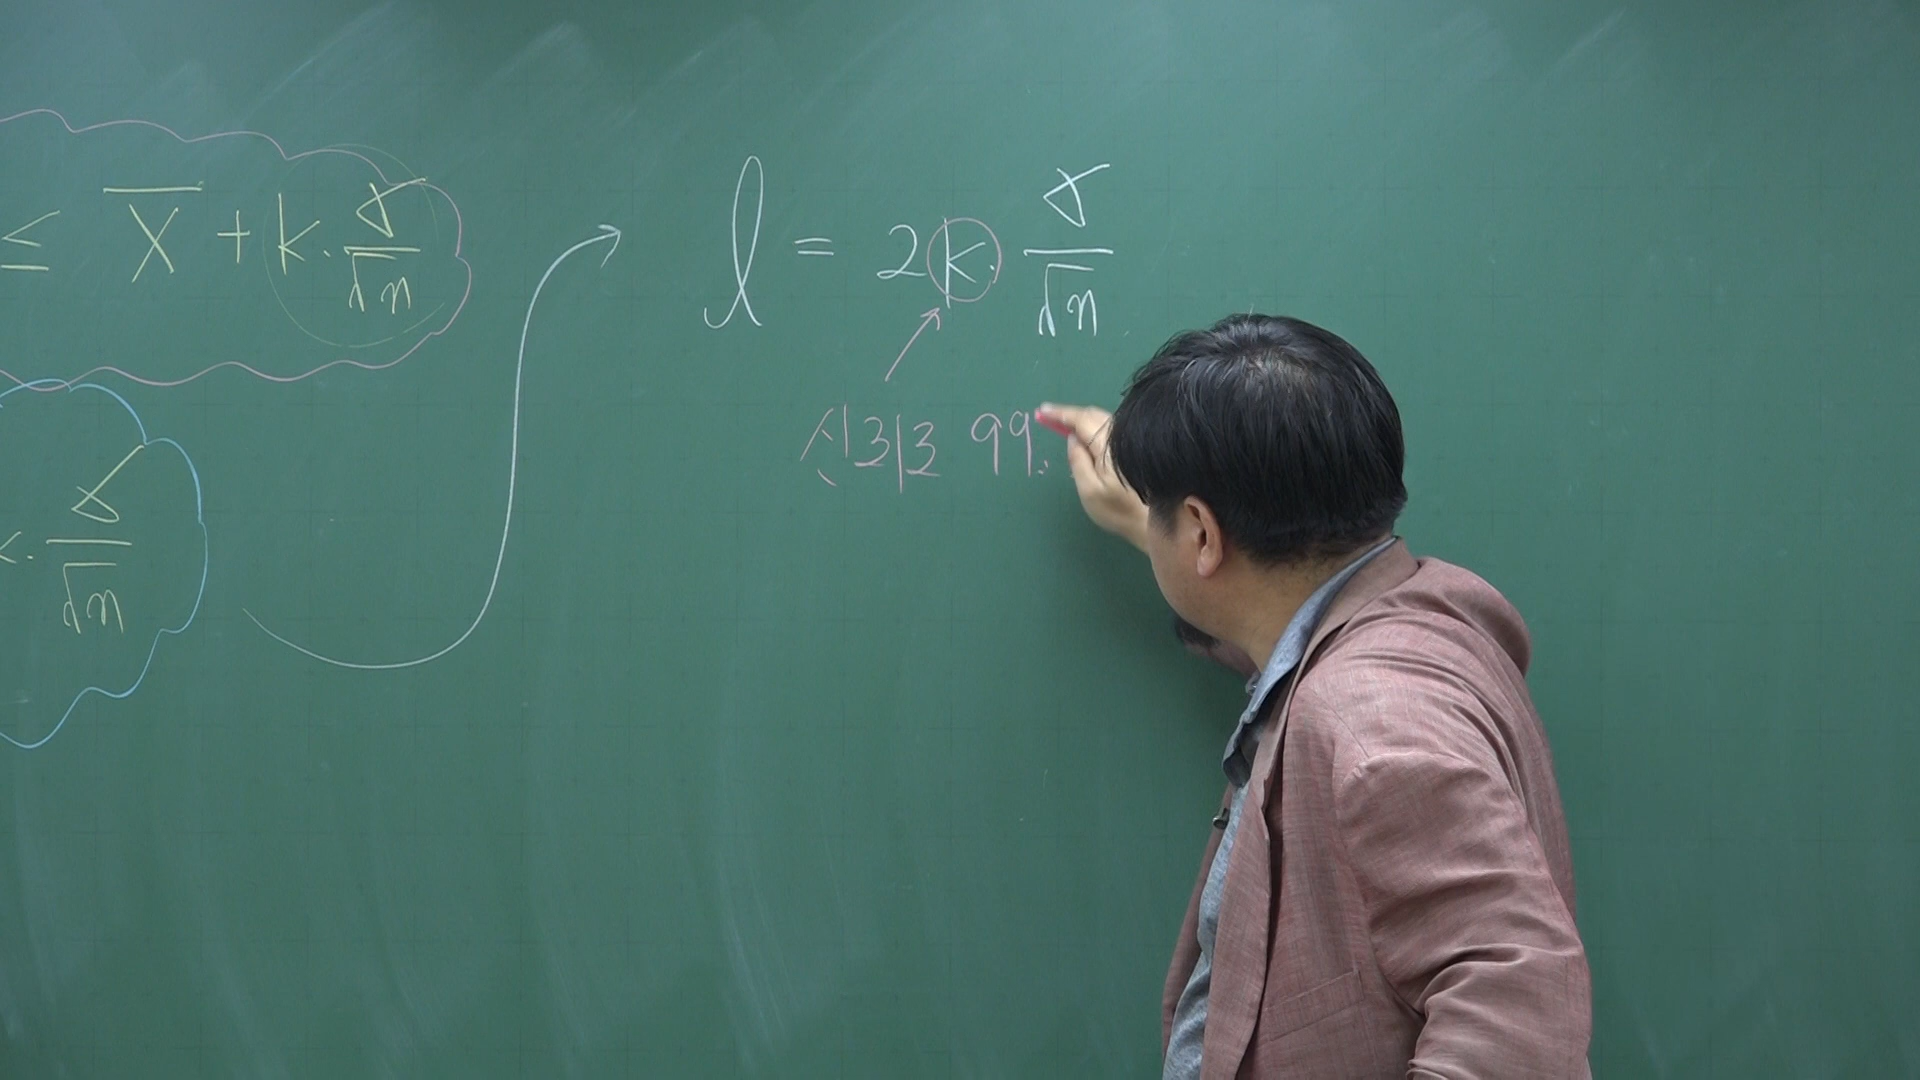 ≤ X̄ + k · σ/√n
k · σ/√n
l = 2k · σ/√n
신뢰도 99